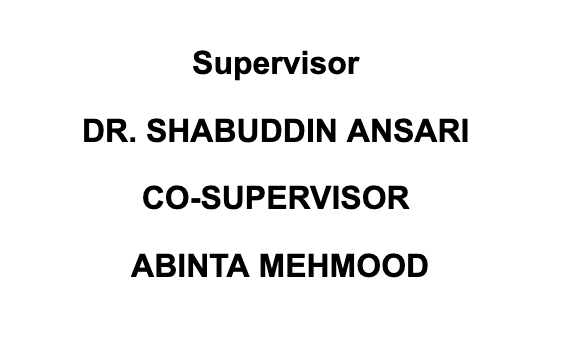 Supervisor
DR. SHABUDDIN ANSARI
CO-SUPERVISOR
ABINTA MEHMOOD